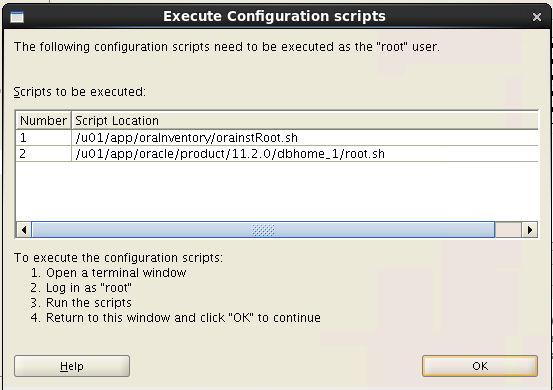 Execute Configuration scripts
The following configuration scripts need to be executed as the "root" user.
Scripts to be executed:
Number Script Location
1 /u01/app/oraInventory/orainstRoot.sh
2 /u01/app/oracle/product/11.2.0/dbhome_1/root.sh
To execute the configuration scripts:
1. Open a terminal window
2. Log in as "root"
3. Run the scripts
4. Return to this window and click "OK" to continue
Help OK